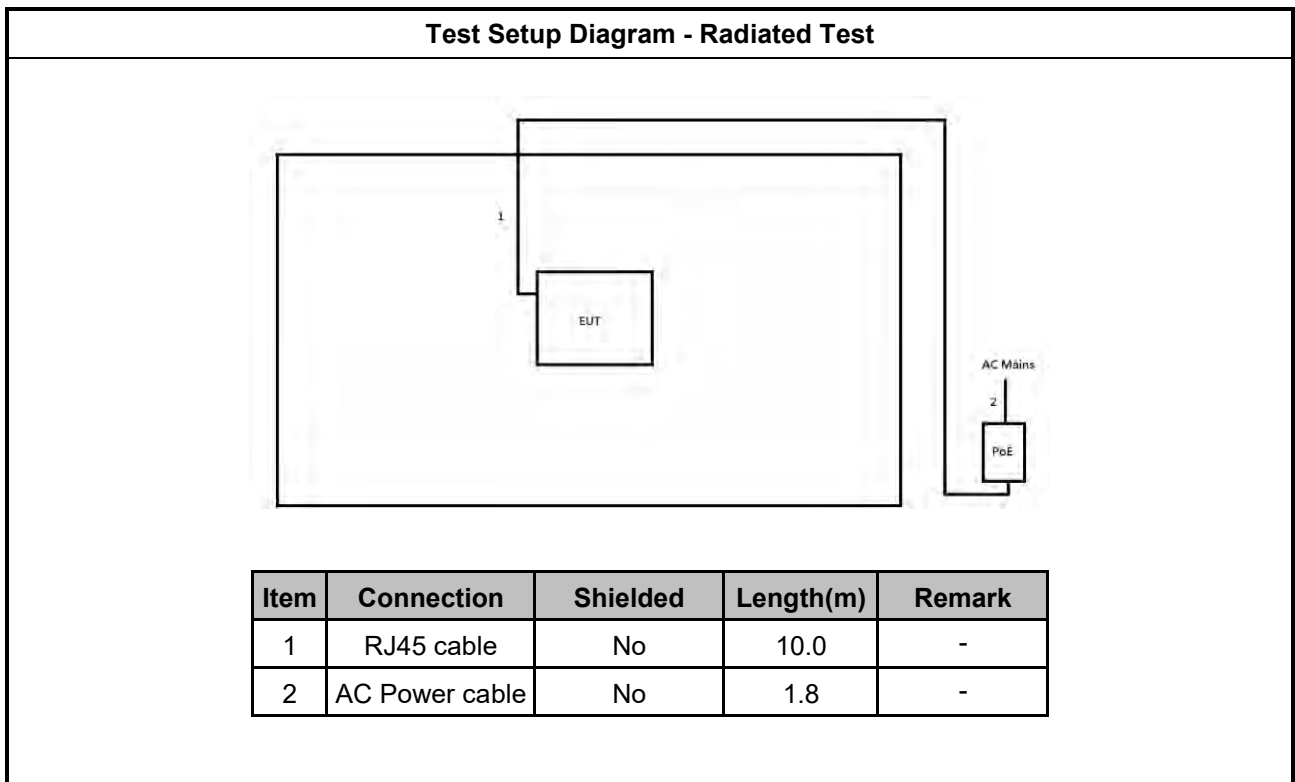 Test Setup Diagram - Radiated Test
1
EUT
AC Mains
2
PoE
Item Connection Shielded Length(m) Remark
1 RJ45 cable No 10.0 -
2 AC Power cable No 1.8 -